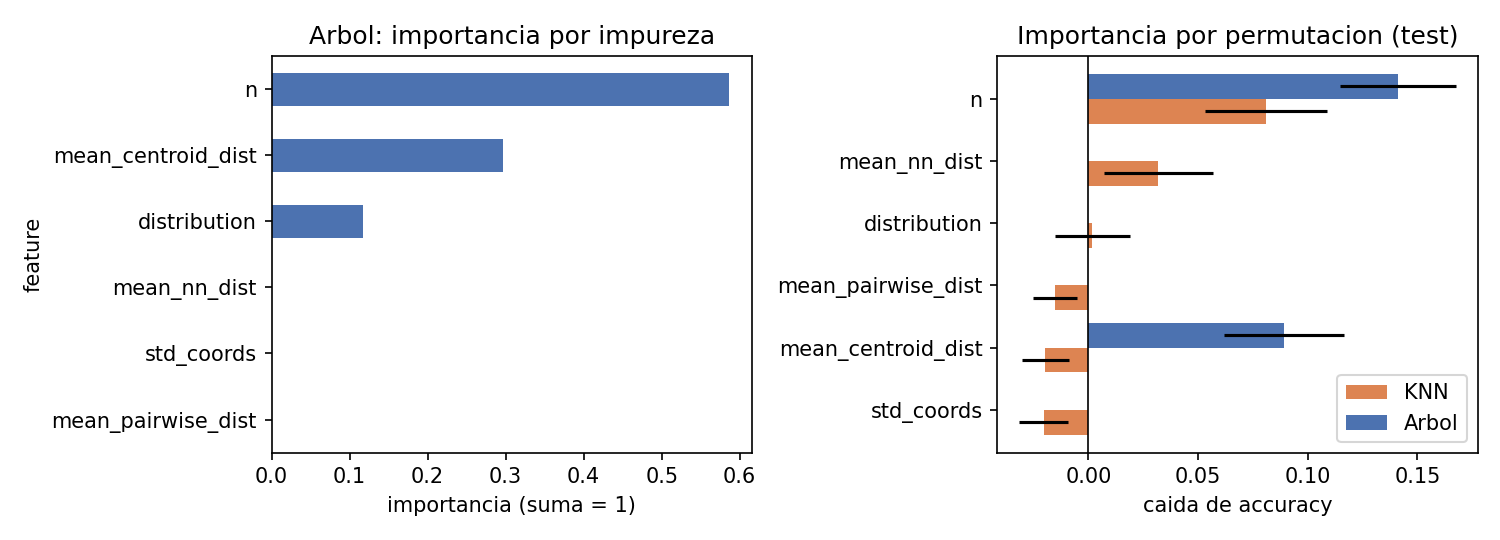 Arbol: importancia por impureza
feature
n
mean_centroid_dist
distribution
mean_nn_dist
std_coords
mean_pairwise_dist
0.0 0.1 0.2 0.3 0.4 0.5 0.6
importancia (suma = 1)
Importancia por permutacion (test)
n
mean_nn_dist
distribution
mean_pairwise_dist
mean_centroid_dist
std_coords
KNN
Arbol
0.00 0.05 0.10 0.15
caida de accuracy